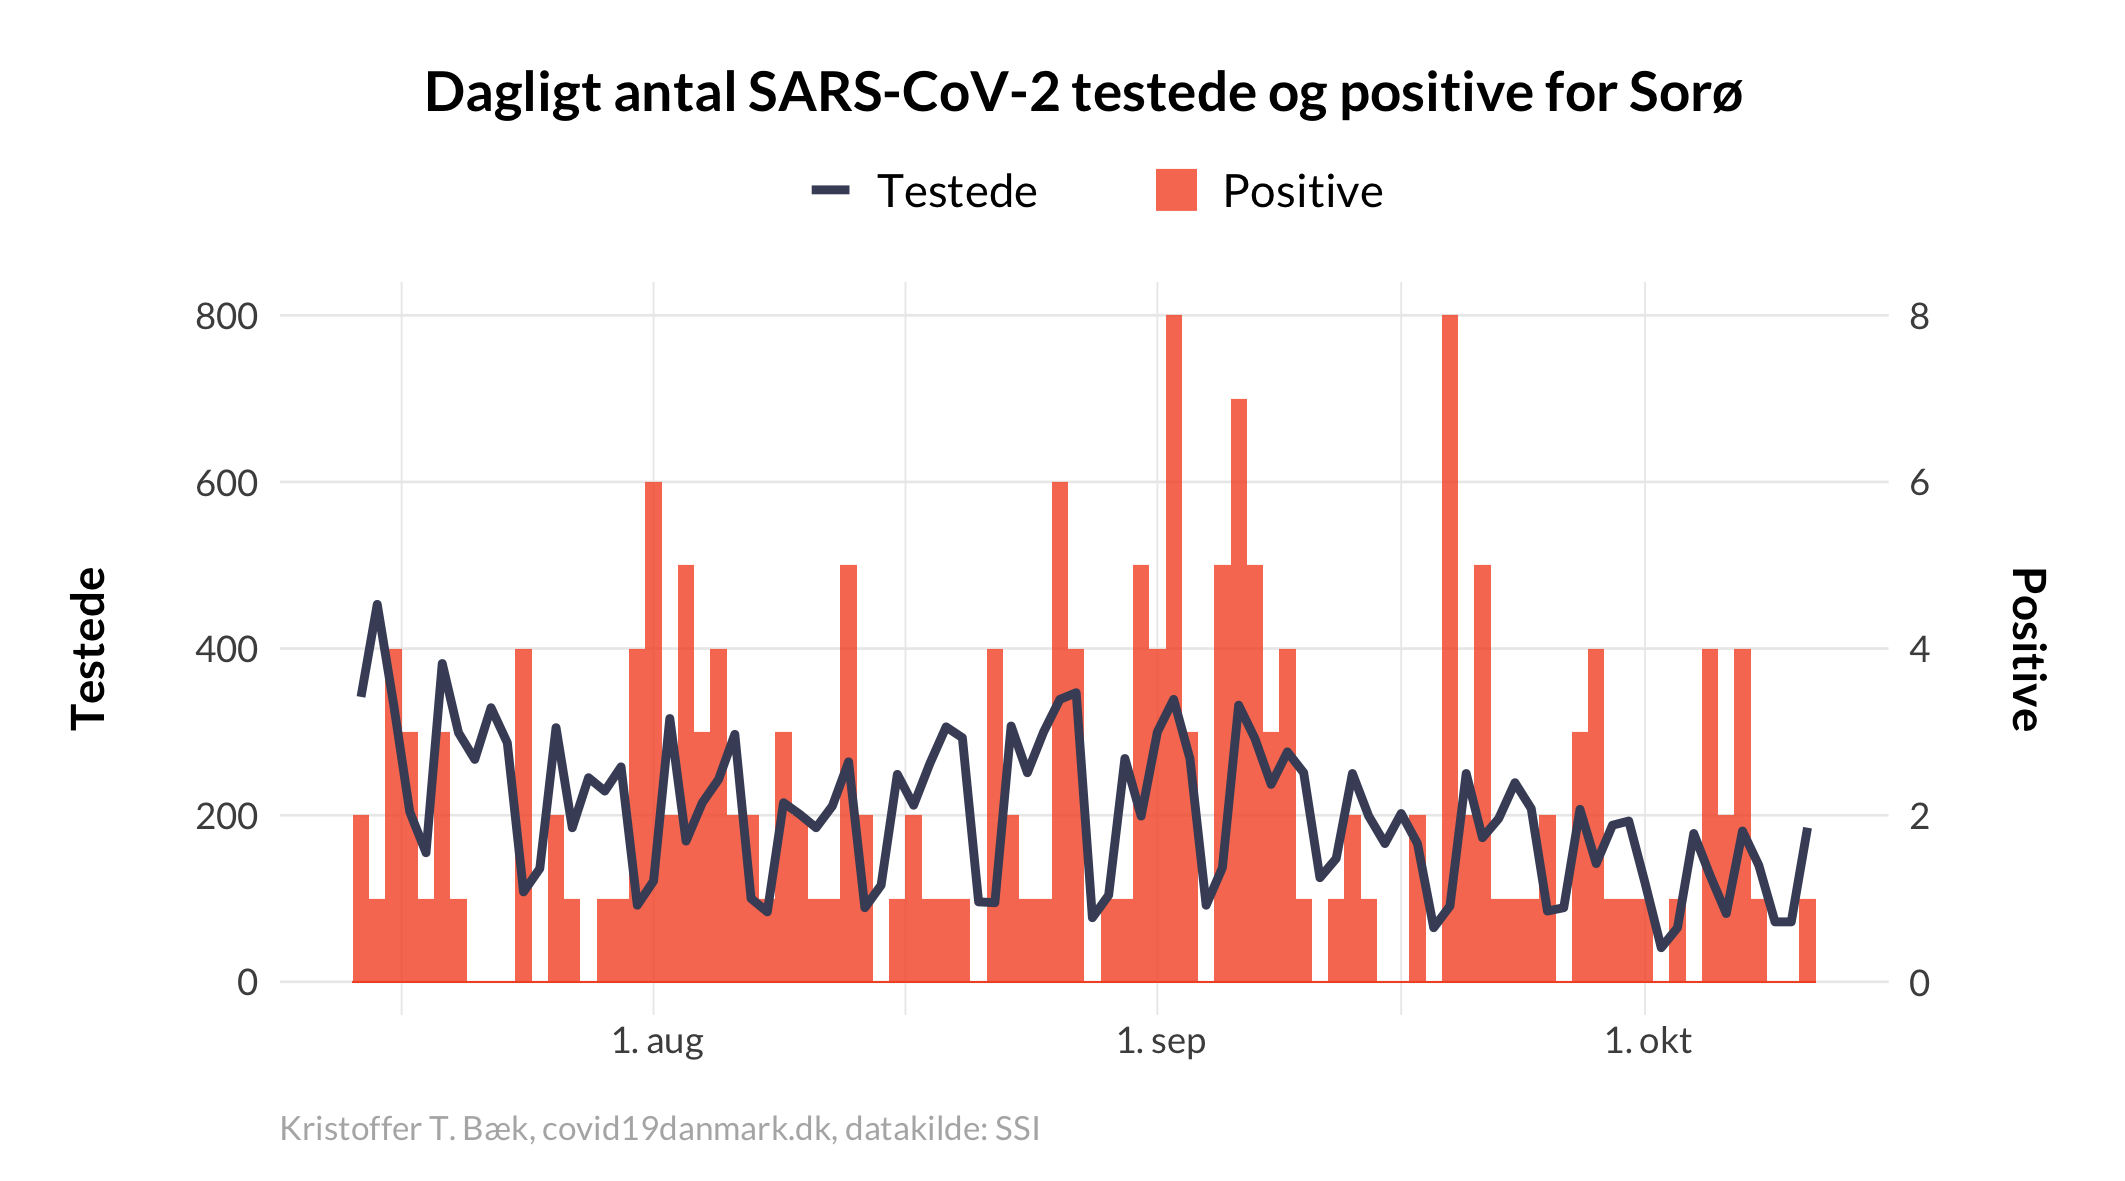 Dagligt antal SARS-CoV-2 testede og positive for Sorø
Testede Positive
800 8
600 6
400 4
200 2
0 0
Testede
Positive
1. aug 1. sep 1. okt
Kristoffer T. Bæk, covid19danmark.dk, datakilde: SSI